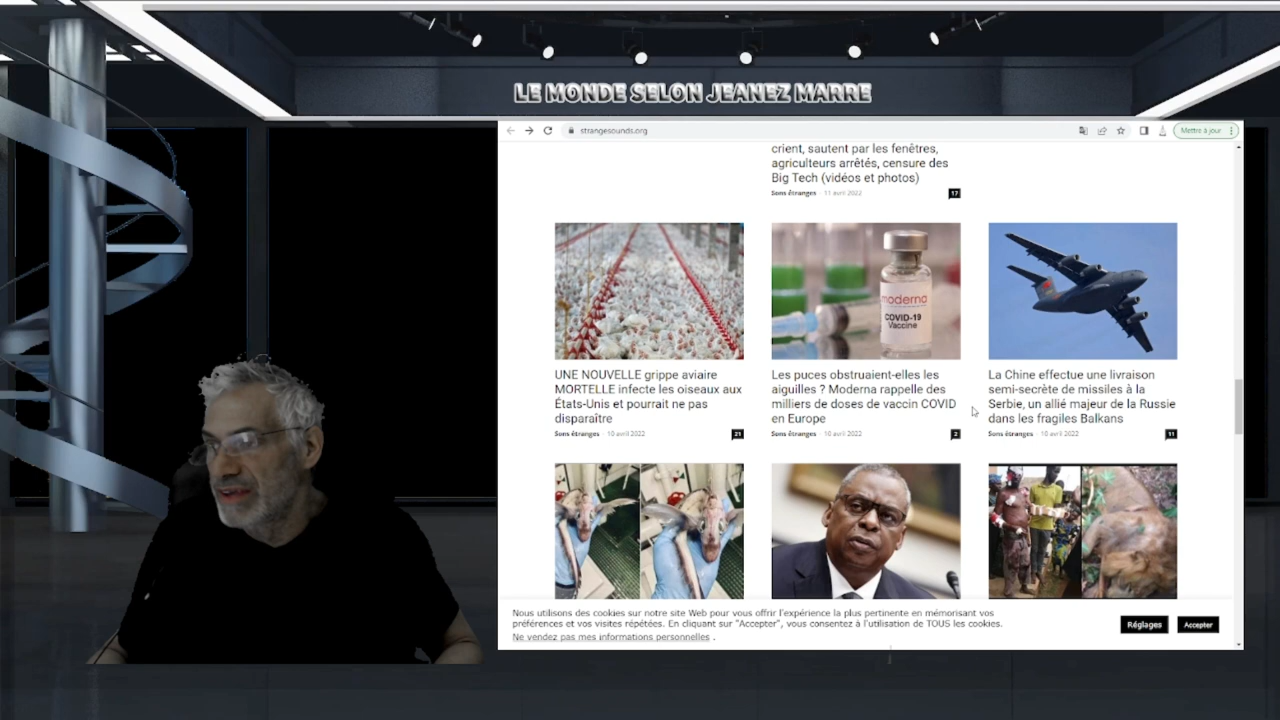 LE MONDE SELON JEANEZ MARRE
strangesounds.org
Mettre à jour
crient, sautent par les fenêtres,
agriculteurs arrêtés, censure des
Big Tech (vidéos et photos)
Sons étranges - 11 avril 2022
17
moderna
COVID-19
Vaccine
UNE NOUVELLE grippe aviaire
MORTELLE infecte les oiseaux aux
États-Unis et pourrait ne pas
disparaître
Sons étranges - 10 avril 2022
21
Les puces obstruaient-elles les
aiguilles ? Moderna rappelle des
milliers de doses de vaccin COVID
en Europe
Sons étranges - 10 avril 2022
2
La Chine effectue une livraison
semi-secrète de missiles à la
Serbie, un allié majeur de la Russie
dans les fragiles Balkans
Sons étranges - 10 avril 2022
11
Nous utilisons des cookies sur notre site Web pour vous offrir l'expérience la plus pertinente en mémorisant vos
préférences et vos visites répétées. En cliquant sur "Accepter", vous consentez à l'utilisation de TOUS les cookies.
Ne vendez pas mes informations personnelles .
Réglages
Accepter